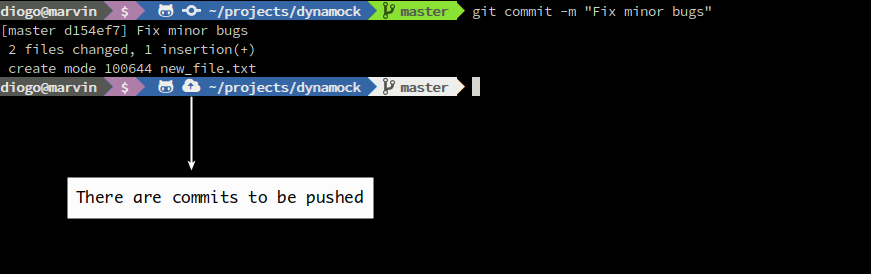 diogo@marvin $ ~/projects/dynamock master git commit -m "Fix minor bugs"
[master d154ef7] Fix minor bugs
2 files changed, 1 insertion(+)
create mode 100644 new_file.txt
diogo@marvin $ ~/projects/dynamock master
There are commits to be pushed